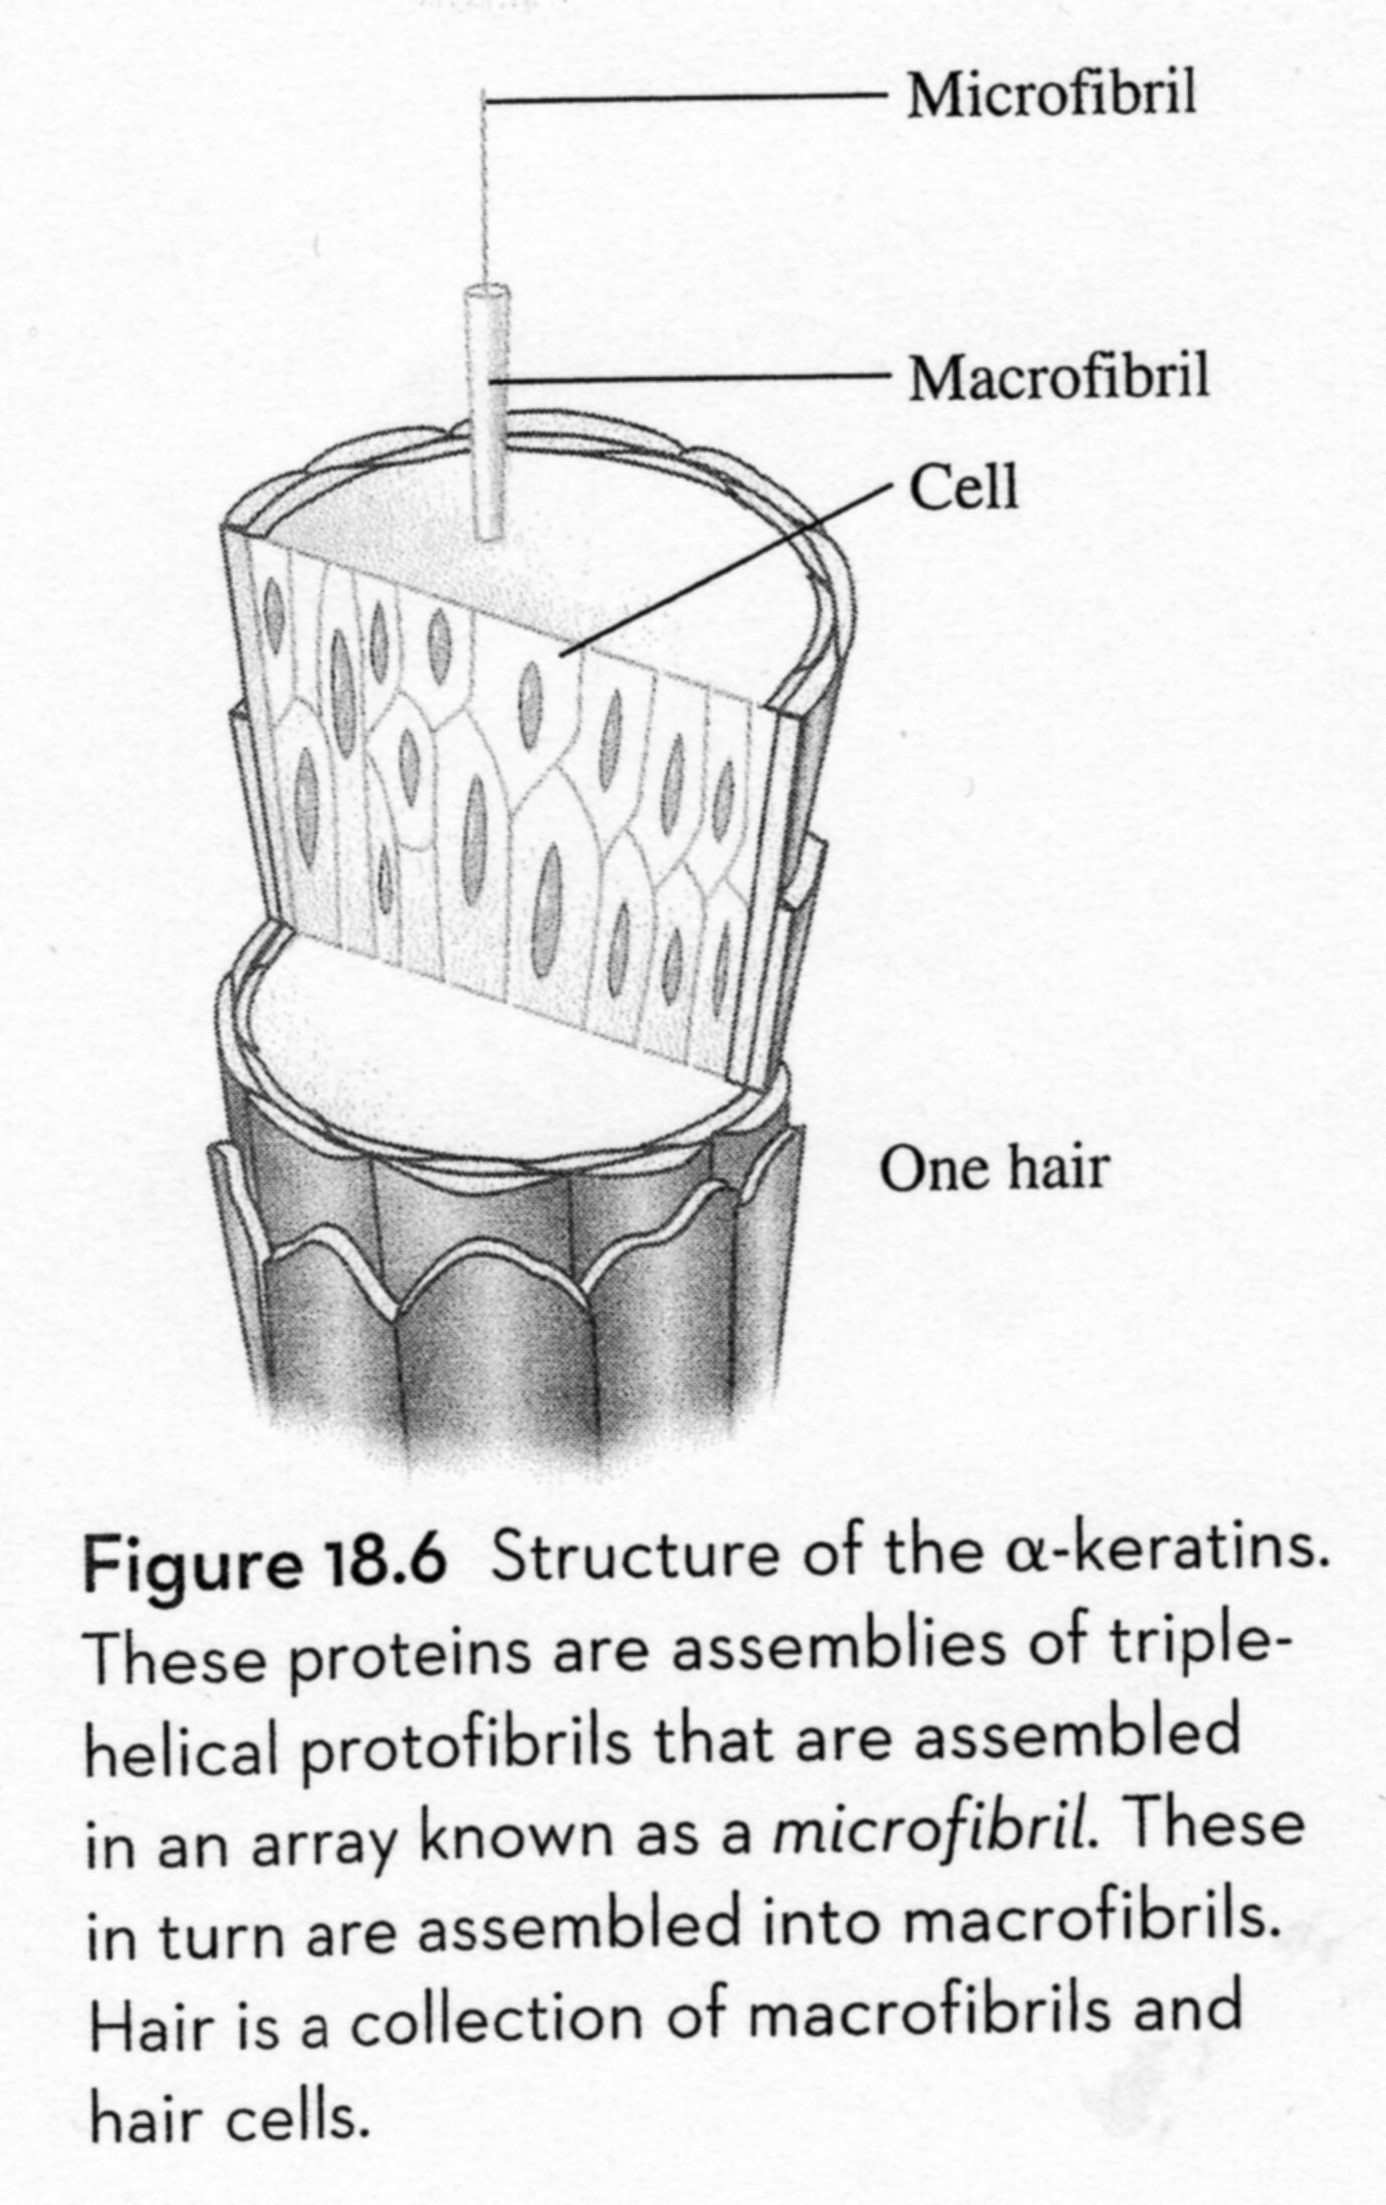 Microfibril
Macrofibril
Cell
One hair
Figure 18.6 Structure of the α-keratins.
These proteins are assemblies of triple-
helical protofibrils that are assembled
in an array known as a microfibril. These
in turn are assembled into macrofibrils.
Hair is a collection of macrofibrils and
hair cells.